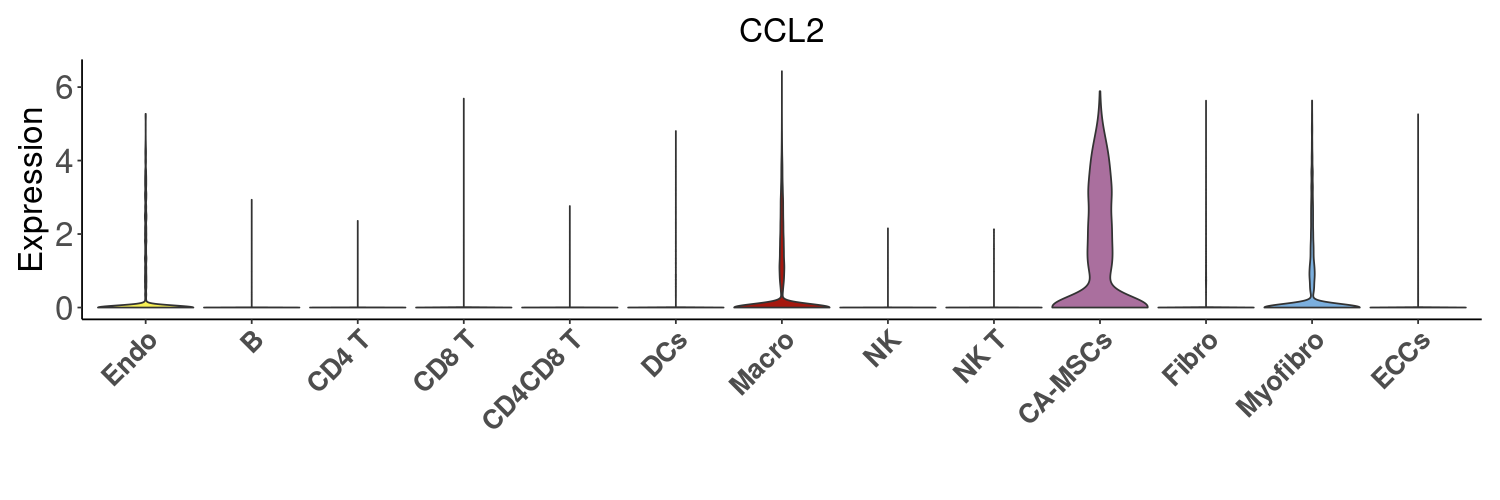 CCL2
Expression
6
4
2
0
Endo
B
CD4 T
CD8 T
CD4CD8 T
DCs
Macro
NK
NK T
CA-MSCs
Fibro
Myofibro
ECCs